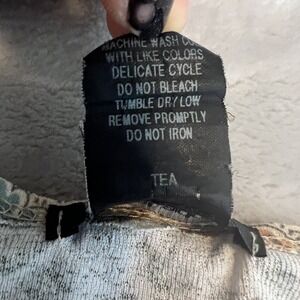 MACHINE WASH CO
WITH LIKE COLORS
DELICATE CYCLE
DO NOT BLEACH
TUMBLE DRY LOW
REMOVE PROMPTLY
DO NOT IRON
TEA